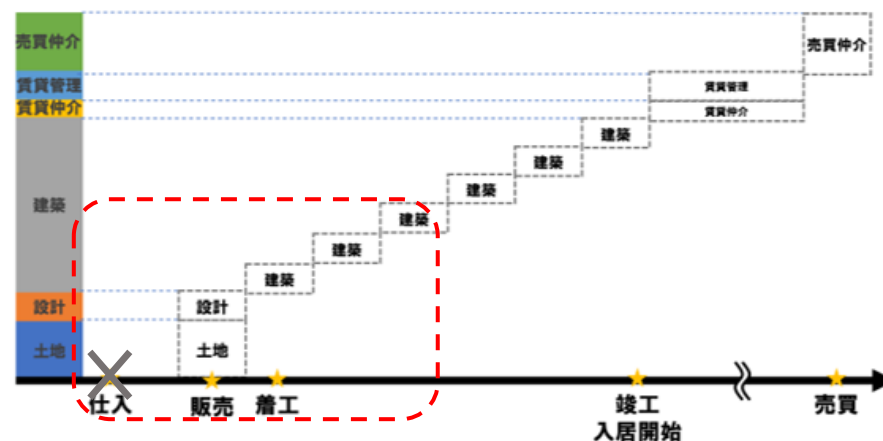 売買仲介
売買仲介
賃貸管理
賃貸管理
賃貸仲介
賃貸仲介
建築
建築
建築
建築
建築
建築
建築
設計
設計
土地
土地
仕入
販売
着工
竣工
売買
入居開始